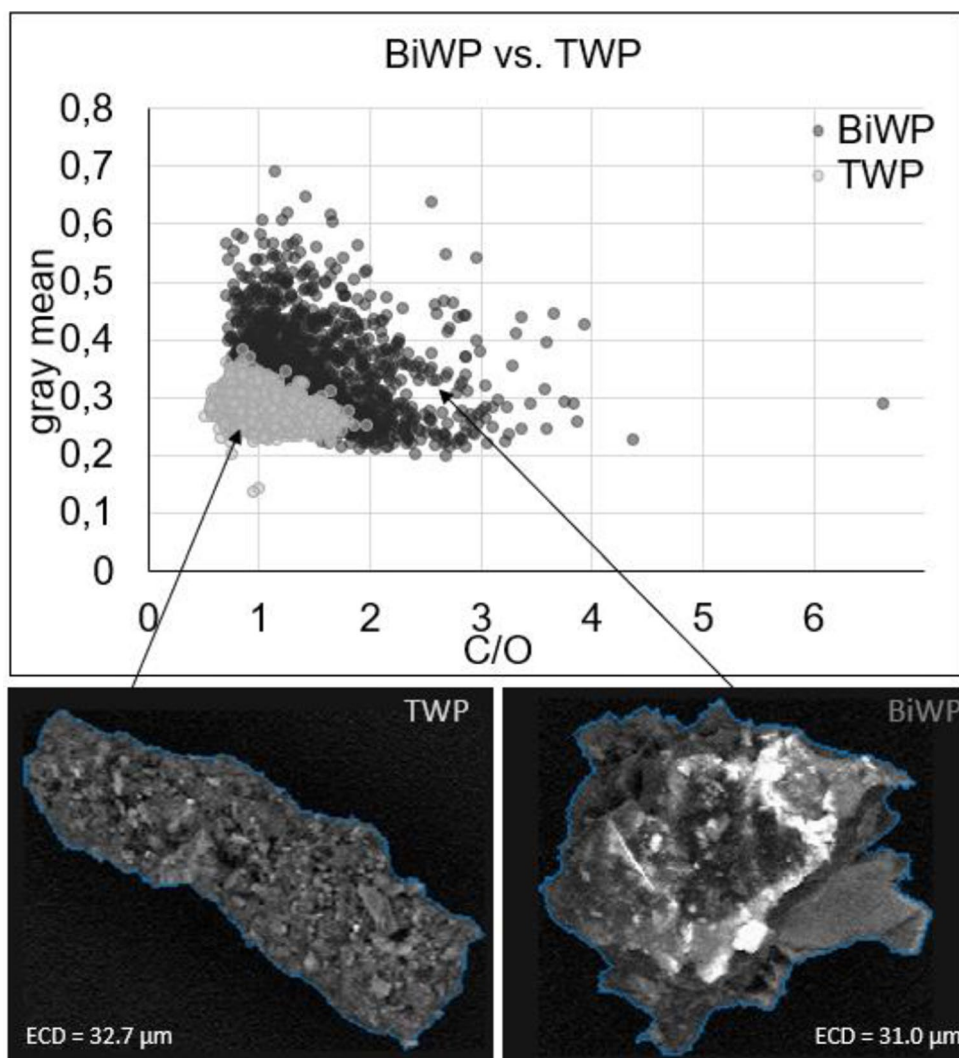 BiWP vs. TWP
0,8
0,7
0,6
0,5
0,4
0,3
0,2
0,1
0
gray mean
BiWP
TWP
0 1 2 3 4 5 6
C/O
TWP
ECD = 32.7 µm
BiWP
ECD = 31.0 µm